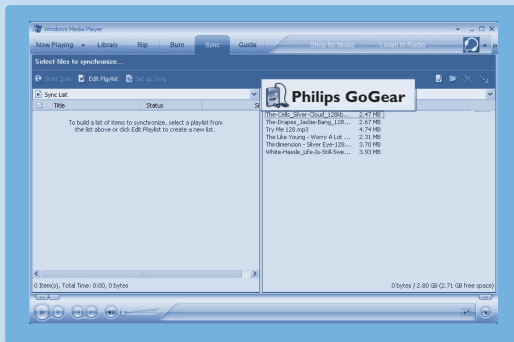 Windows Media Player
Now Playing Library Rip Burn Sync Guide Shop for Music Listen to Radio
Select files to synchronize...
Start Sync Edit Playlist Set up Sync
Sync List
Philips GoGear
Title Status Si
To build a list of items to synchronize, select a playlist from
the list above or click Edit Playlist to create a new list.
The-Cells_Silver-Cloud_128kb... 2.47 MB
The-Drapes_Jackie-Bang_128... 2.67 MB
Try Me 128.mp3 4.74 MB
The Like Young - Worry A Lot ... 2.31 MB
Thirdimension - Silver Eye-128... 3.70 MB
White-Hassle_Life-Is-Still-Swe... 3.93 MB
0 Item(s), Total Time: 0:00, 0 bytes
0 bytes / 2.80 GB (2.71 GB free space)